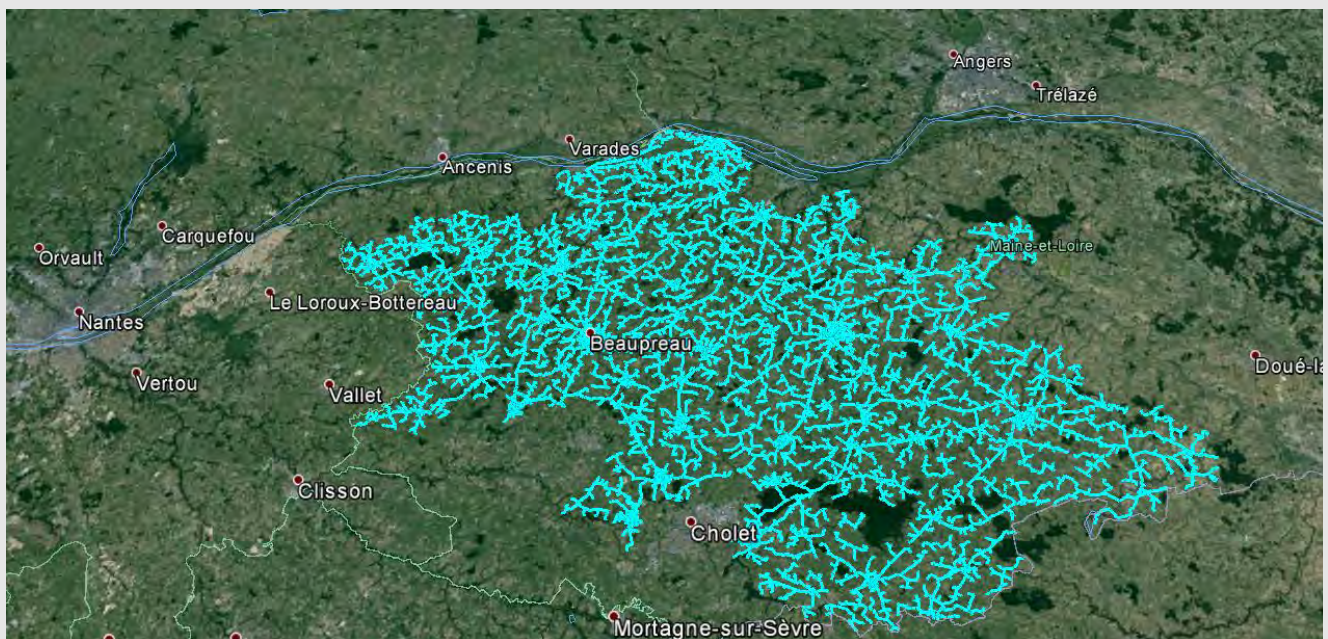 Angers
Trélazé
Varades
Ancenis
Carquefou
Orvault
Maine-et-Loire
Le Loroux-Bottereau
Nantes
Beaupreau
Doué-la
Vertou
Vallet
Clisson
Cholet
Mortagne-sur-Sèvre